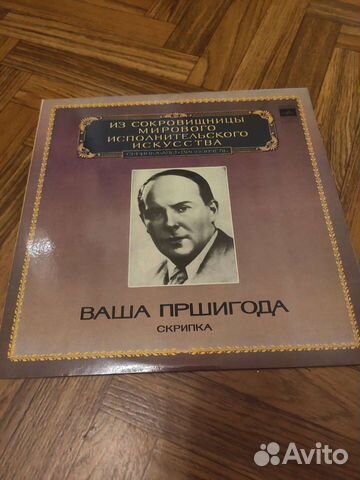 ИЗ СОКРОВИЩНИЦЫ
МИРОВОГО
ИСПОЛНИТЕЛЬСКОГО
ИСКУССТВА
ВАША ПРШИГОДА
СКРИПКА
Avito